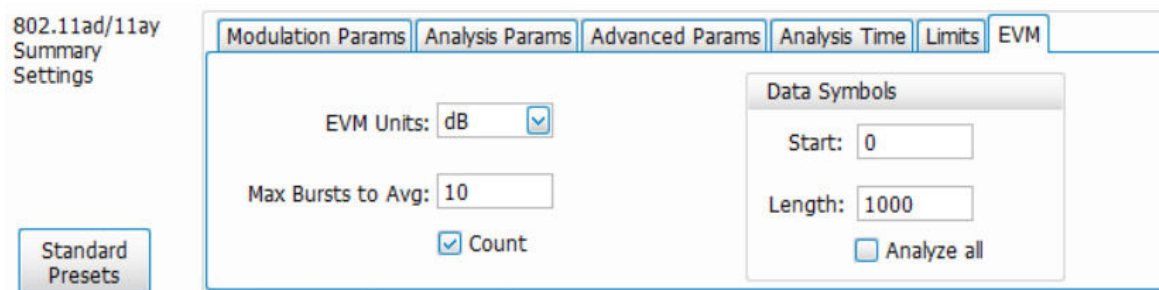 802.11ad/11ay
Summary
Settings
Modulation Params Analysis Params Advanced Params Analysis Time Limits EVM
Data Symbols
EVM Units: dB
Start: 0
Max Bursts to Avg: 10
Length: 1000
Count
Analyze all
Standard
Presets